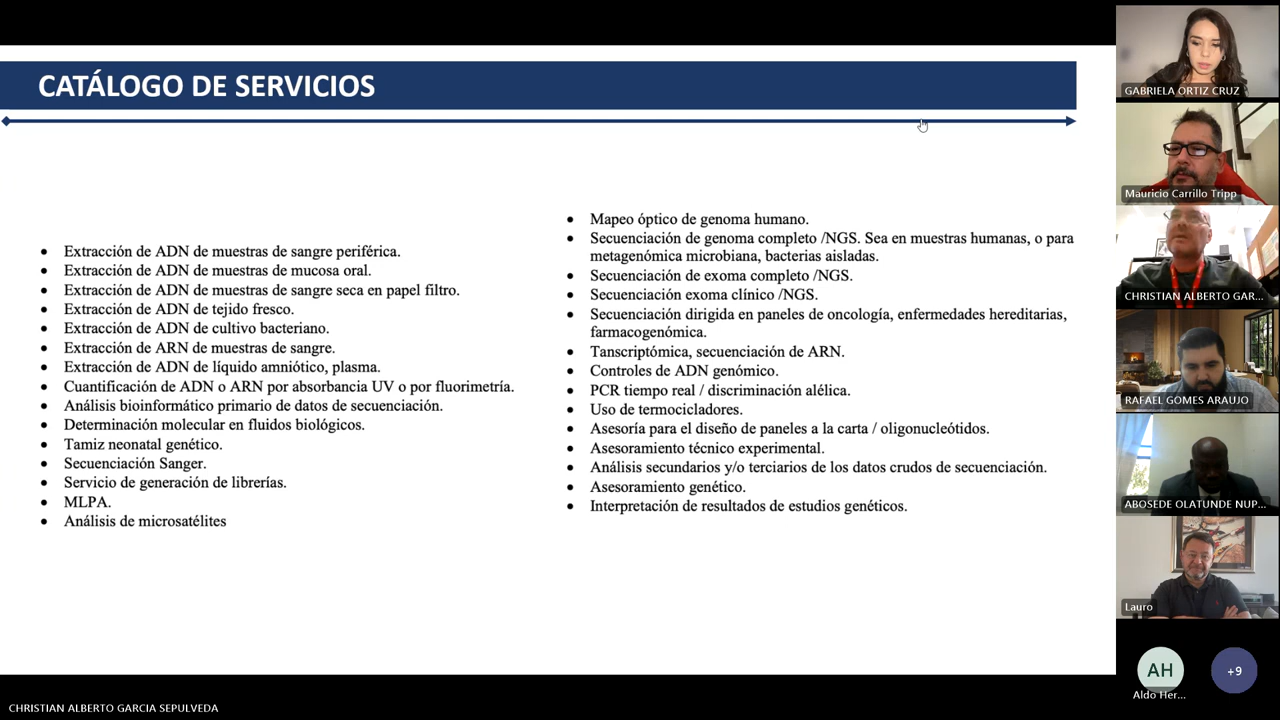 CATÁLOGO DE SERVICIOS
• Extracción de ADN de muestras de sangre periférica.
• Extracción de ADN de muestras de mucosa oral.
• Extracción de ADN de muestras de sangre seca en papel filtro.
• Extracción de ADN de tejido fresco.
• Extracción de ADN de cultivo bacteriano.
• Extracción de ARN de muestras de sangre.
• Extracción de ADN de líquido amniótico, plasma.
• Cuantificación de ADN o ARN por absorbancia UV o por fluorimetría.
• Análisis bioinformático primario de datos de secuenciación.
• Determinación molecular en fluidos biológicos.
• Tamiz neonatal genético.
• Secuenciación Sanger.
• Servicio de generación de librerías.
• MLPA.
• Análisis de microsatélites
• Mapeo óptico de genoma humano.
• Secuenciación de genoma completo /NGS. Sea en muestras humanas, o para
metagenómica microbiana, bacterias aisladas.
• Secuenciación de exoma completo /NGS.
• Secuenciación exoma clínico /NGS.
• Secuenciación dirigida en paneles de oncología, enfermedades hereditarias,
farmacogenómica.
• Tanscriptómica, secuenciación de ARN.
• Controles de ADN genómico.
• PCR tiempo real / discriminación alélica.
• Uso de termocicladores.
• Asesoría para el diseño de paneles a la carta / oligonucleótidos.
• Asesoramiento técnico experimental.
• Análisis secundarios y/o terciarios de los datos crudos de secuenciación.
• Asesoramiento genético.
• Interpretación de resultados de estudios genéticos.
GABRIELA ORTIZ CRUZ
Mauricio Carrillo Tripp
CHRISTIAN ALBERTO GAR...
RAFAEL GOMES ARAUJO
ABOSEDE OLATUNDE NUP...
Lauro
AH
+9
Aldo Her...
CHRISTIAN ALBERTO GARCIA SEPULVEDA